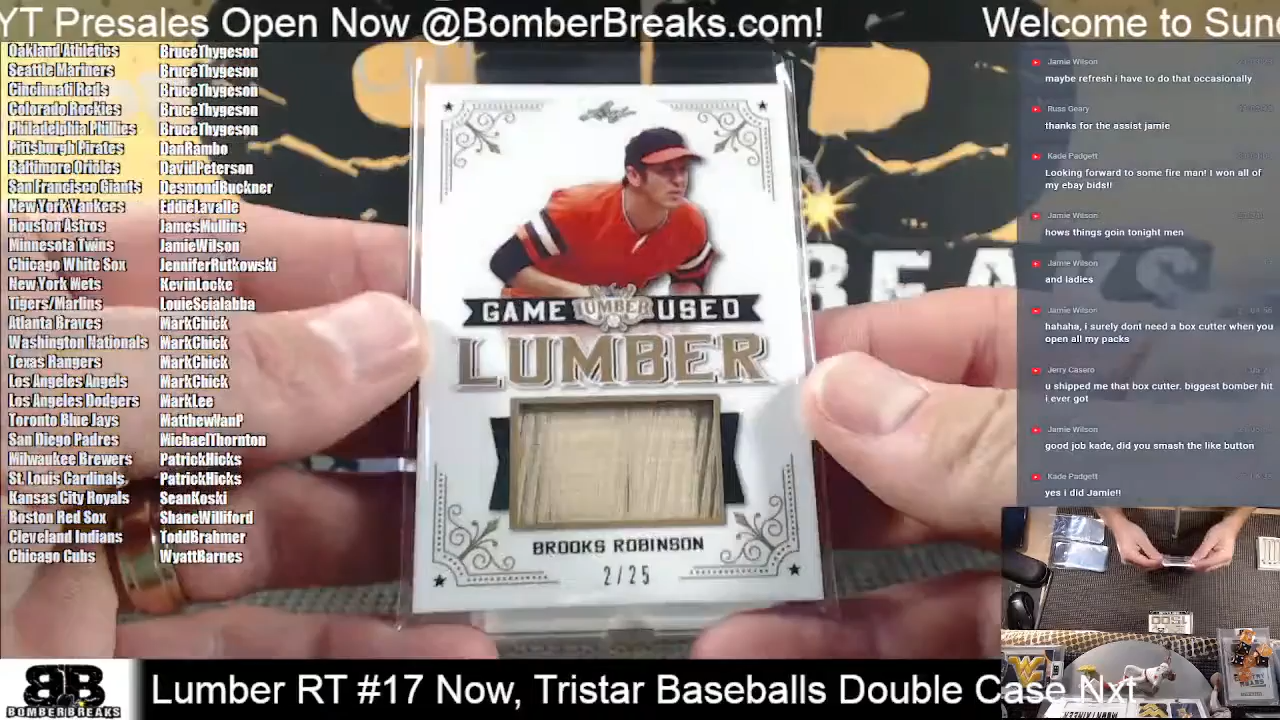 YT Presales Open Now @BomberBreaks.com!
Welcome to Sund
Oakland Athletics BruceThygeson
Seattle Mariners BruceThygeson
Cincinnati Reds BruceThygeson
Colorado Rockies BruceThygeson
Philadelphia Phillies BruceThygeson
Pittsburgh Pirates DanRambo
Baltimore Orioles DavidPeterson
San Francisco Giants DesmondBuckner
New York Yankees EddieLavalle
Houston Astros JamesMullins
Minnesota Twins JamieWilson
Chicago White Sox JenniferRutkowski
New York Mets KevinLocke
Tigers/Marlins LouieScialabba
Atlanta Braves MarkChick
Washington Nationals MarkChick
Texas Rangers MarkChick
Los Angeles Angels MarkChick
Los Angeles Dodgers MarkLee
Toronto Blue Jays MatthewVanP
San Diego Padres MichaelThornton
Milwaukee Brewers PatrickHicks
St. Louis Cardinals PatrickHicks
Kansas City Royals SeanKoski
Boston Red Sox ShaneWilliford
Cleveland Indians ToddBrahmer
Chicago Cubs WyattBarnes
Leaf
GAME LUMBER USED
LUMBER
BROOKS ROBINSON
2/25
BREAKS
Jamie Wilson
maybe refresh i have to do that occasionally
Russ Geary
thanks for the assist jamie
Kade Padgett
Looking forward to some fire man! I won all of
my ebay bids!!
Jamie Wilson
hows things goin tonight men
Jamie Wilson
and ladies
Jamie Wilson
hahaha, i surely dont need a box cutter when you
open all my packs
Jerry Casero
u shipped me that box cutter. biggest bomber hit
i ever got
Jamie Wilson
good job kade, did you smash the like button
Kade Padgett
yes i did Jamie!!
BB
BOMBERBREAKS
Lumber RT #17 Now, Tristar Baseballs Double Case Nxt